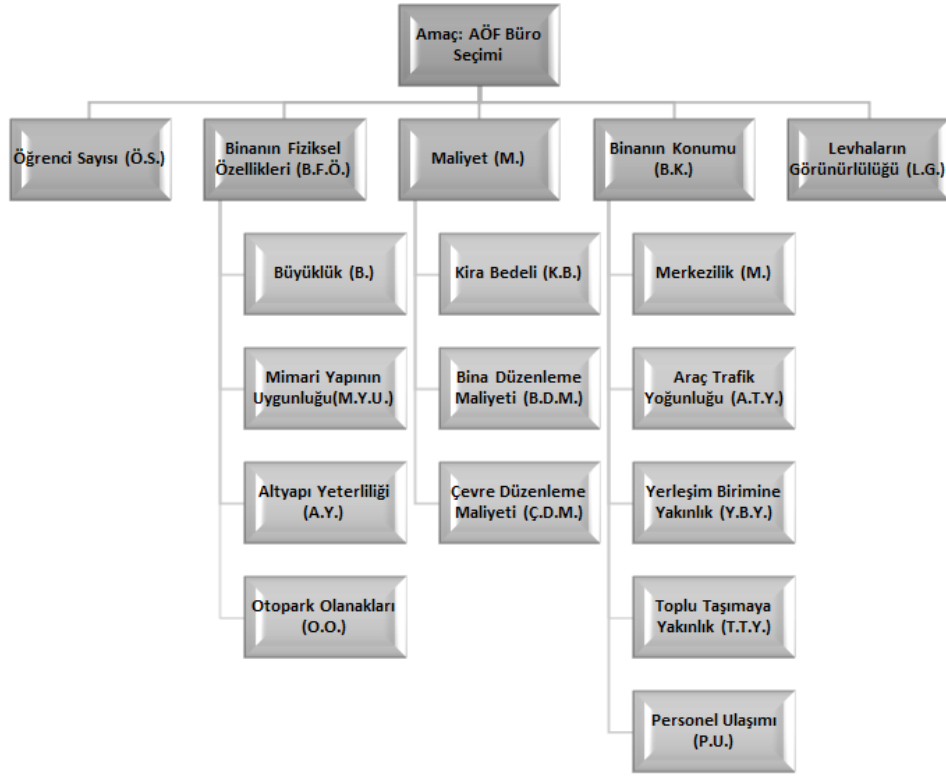 Amaç: AÖF Büro
Seçimi
Öğrenci Sayısı (Ö.S.)
Binanın Fiziksel
Özellikleri (B.F.Ö.)
Maliyet (M.)
Binanın Konumu
(B.K.)
Levhaların
Görünürlülüğü (L.G.)
Büyüklük (B.)
Mimari Yapının
Uygunluğu(M.Y.U.)
Altyapı Yeterliliği
(A.Y.)
Otopark Olanakları
(O.O.)
Kira Bedeli (K.B.)
Bina Düzenleme
Maliyeti (B.D.M.)
Çevre Düzenleme
Maliyeti (Ç.D.M.)
Merkezilik (M.)
Araç Trafik
Yoğunluğu (A.T.Y.)
Yerleşim Birimine
Yakınlık (Y.B.Y.)
Toplu Taşımaya
Yakınlık (T.T.Y.)
Personel Ulaşımı
(P.U.)